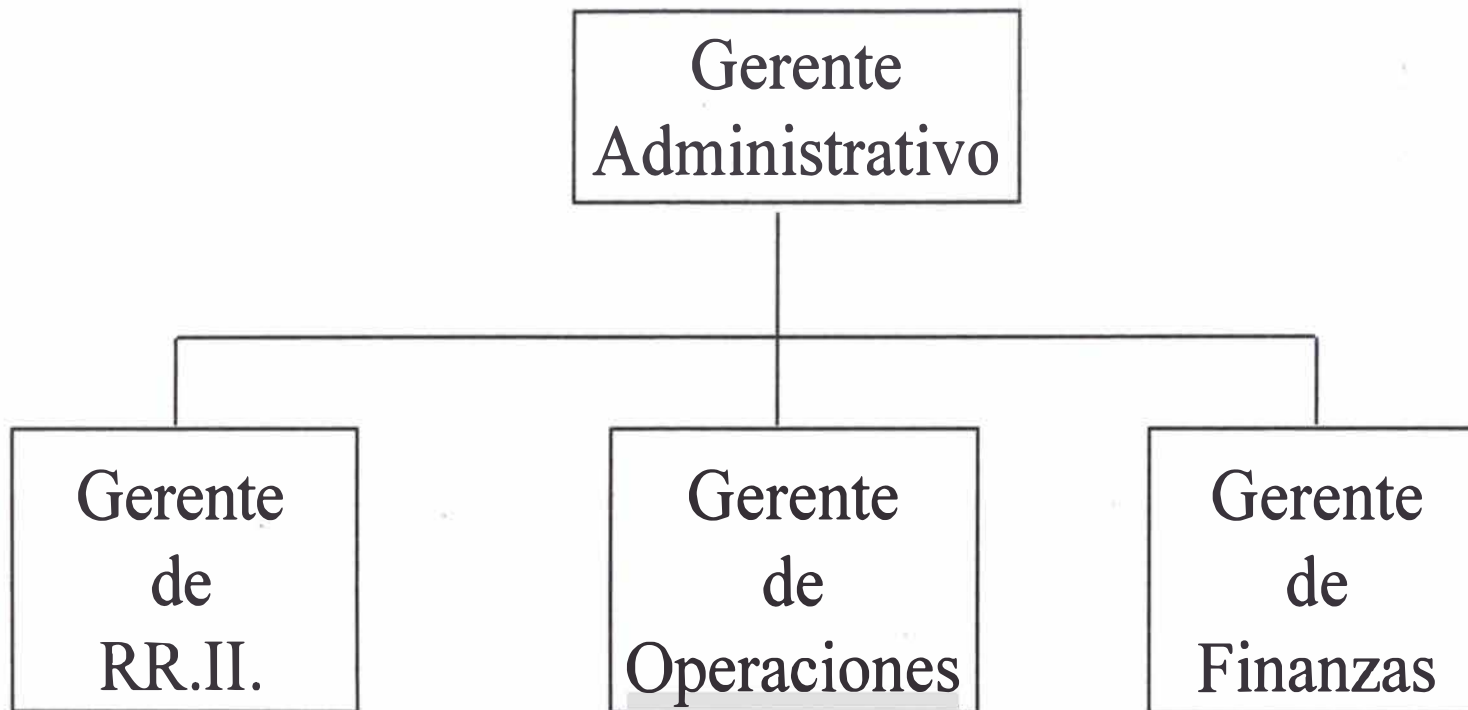 Gerente
Administrativo
Gerente
de
RR.II.
Gerente
de
Operaciones
Gerente
de
Finanzas